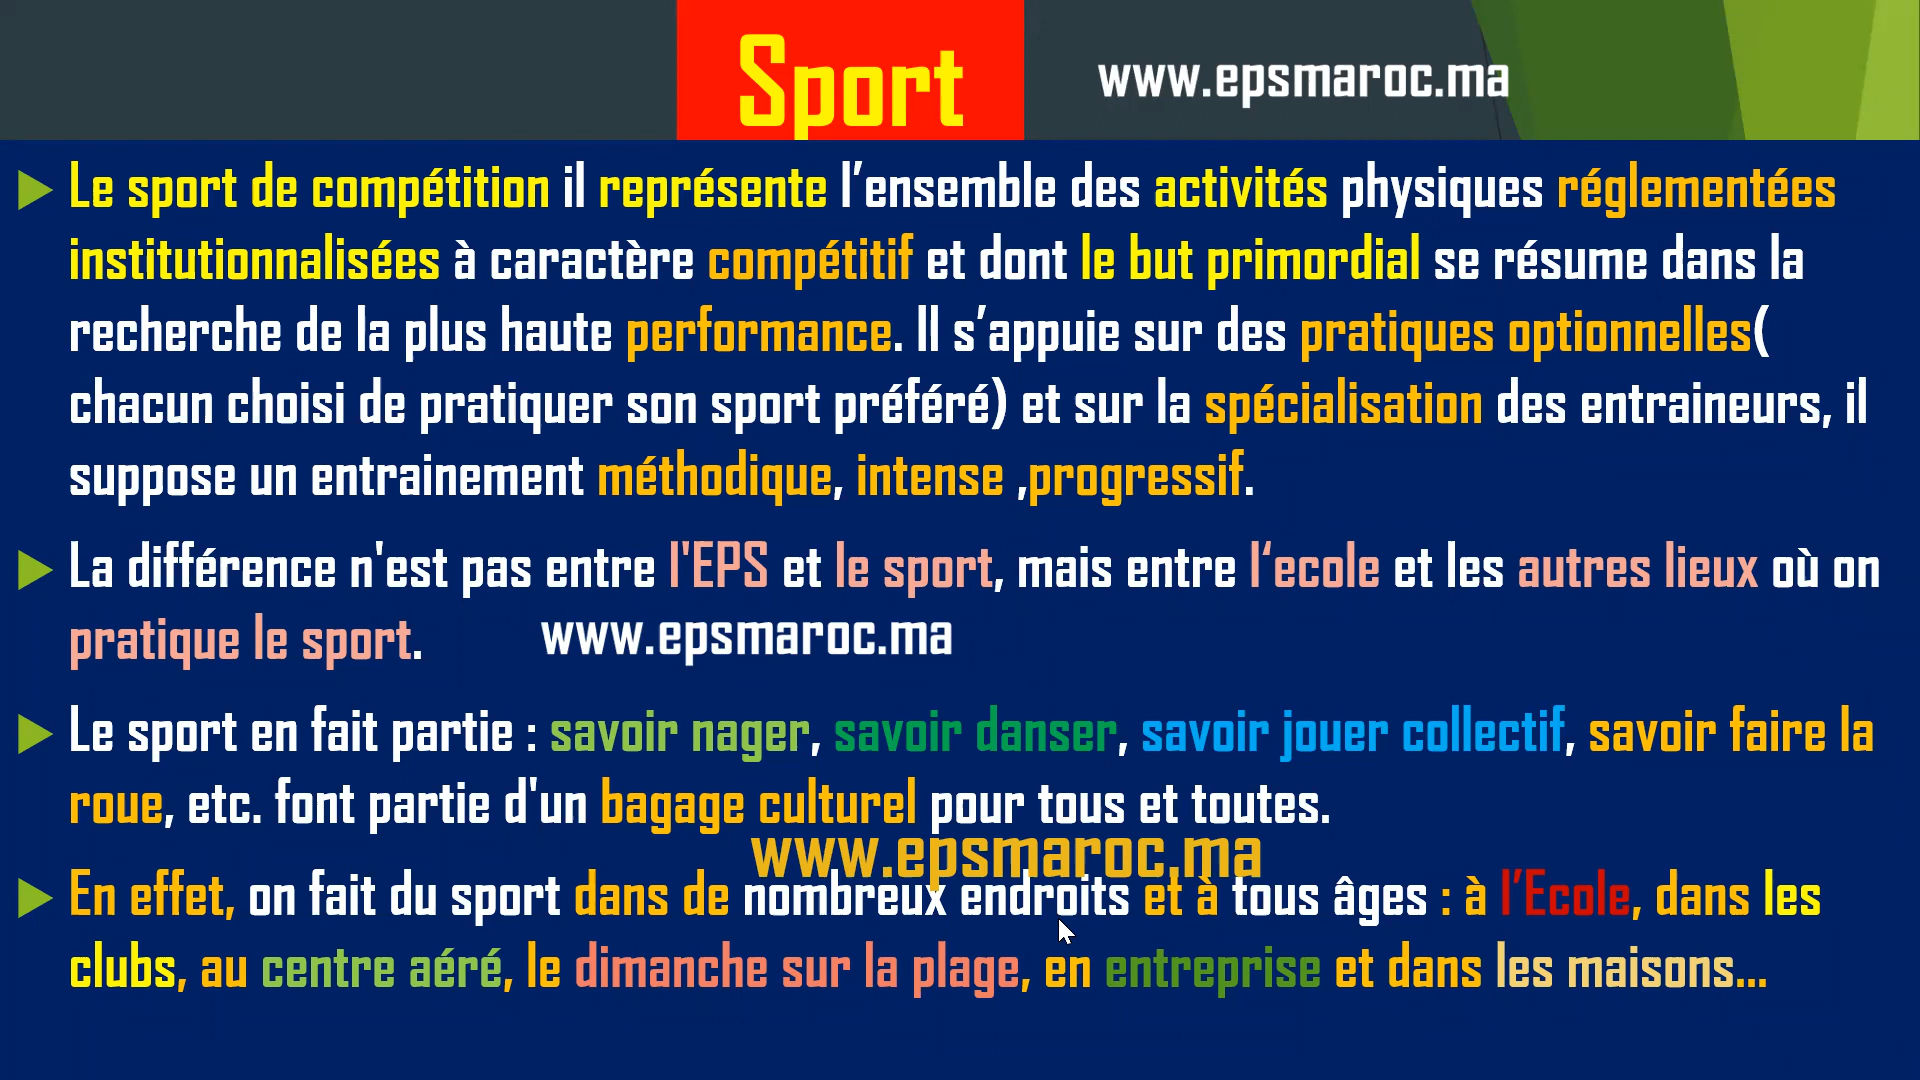 Sport
www.epsmaroc.ma
Le sport de compétition il représente l’ensemble des activités physiques réglementées
institutionnalisées à caractère compétitif et dont le but primordial se résume dans la
recherche de la plus haute performance. Il s’appuie sur des pratiques optionnelles(
chacun choisi de pratiquer son sport préféré) et sur la spécialisation des entraineurs, il
suppose un entrainement méthodique, intense ,progressif.
La différence n'est pas entre l'EPS et le sport, mais entre l‘ecole et les autres lieux où on
pratique le sport.
www.epsmaroc.ma
Le sport en fait partie : savoir nager, savoir danser, savoir jouer collectif, savoir faire la
roue, etc. font partie d'un bagage culturel pour tous et toutes.
www.epsmaroc.ma
En effet, on fait du sport dans de nombreux endroits et à tous âges : à l’Ecole, dans les
clubs, au centre aéré, le dimanche sur la plage, en entreprise et dans les maisons...